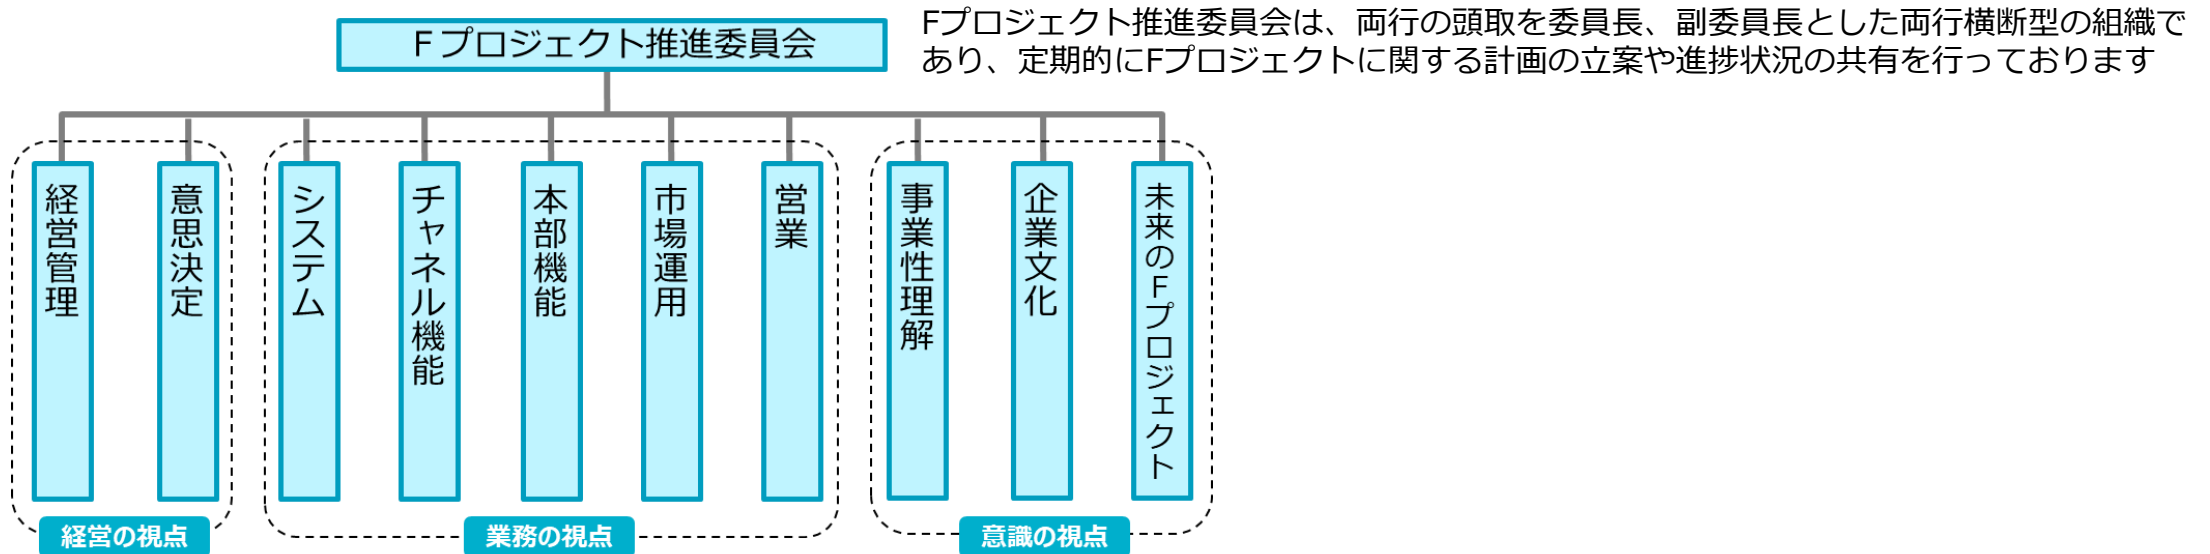 Fプロジェクト推進委員会
Fプロジェクト推進委員会は、両行の頭取を委員長、副委員長とした両行横断型の組織で
あり、定期的にFプロジェクトに関する計画の立案や進捗状況の共有を行っております
経営管理
意思決定
システム
チャネル機能
本部機能
市場運用
営業
事業性理解
企業文化
未来のFプロジェクト
経営の視点
業務の視点
意識の視点